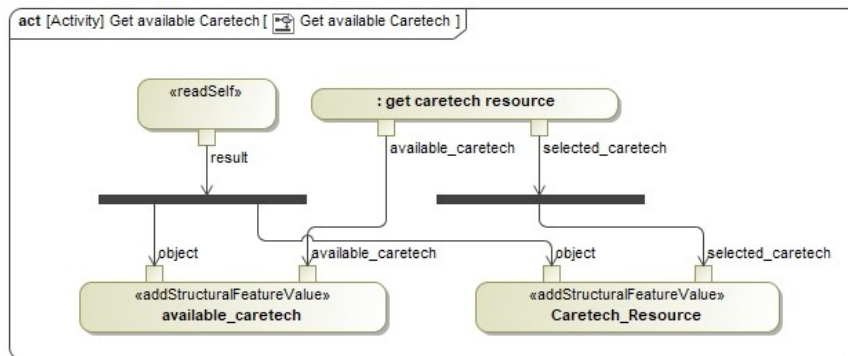 act [Activity] Get available Caretech [ Get available Caretech ]
«readSelf»
: get caretech resource
result
available_caretech
selected_caretech
object
available_caretech
object
selected_caretech
«addStructuralFeatureValue»
available_caretech
«addStructuralFeatureValue»
Caretech_Resource